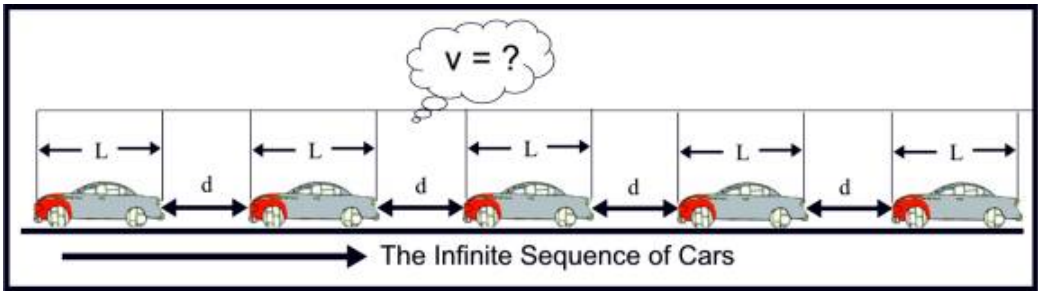 v = ?
L L L L L
d d d d
The Infinite Sequence of Cars